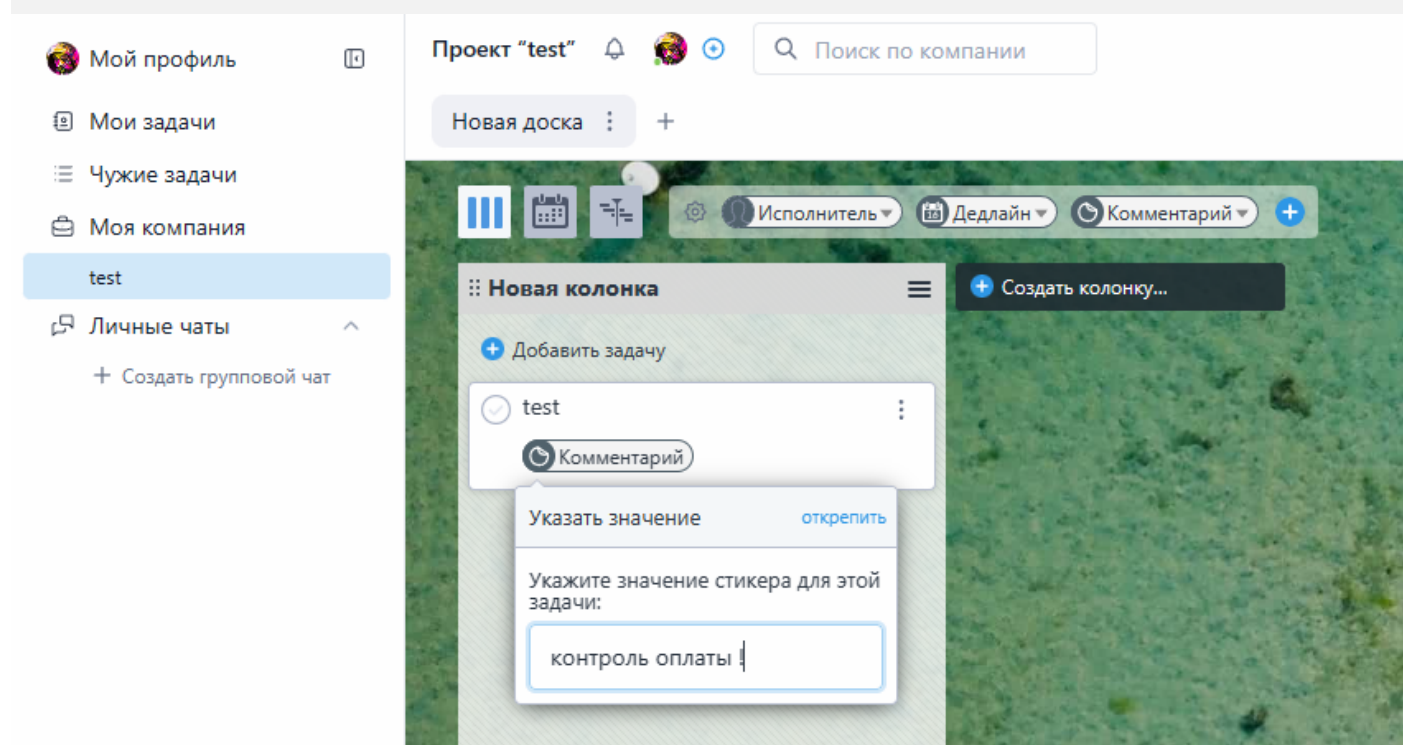 Мой профиль
Проект “test”
Поиск по компании
Мои задачи
Новая доска
Чужие задачи
Моя компания
test
Личные чаты
Создать групповой чат
16
Исполнитель
Дедлайн
Комментарий
Новая колонка
Создать колонку...
Добавить задачу
test
Комментарий
Указать значение
открепить
Укажите значение стикера для этой
задачи:
контроль оплаты !